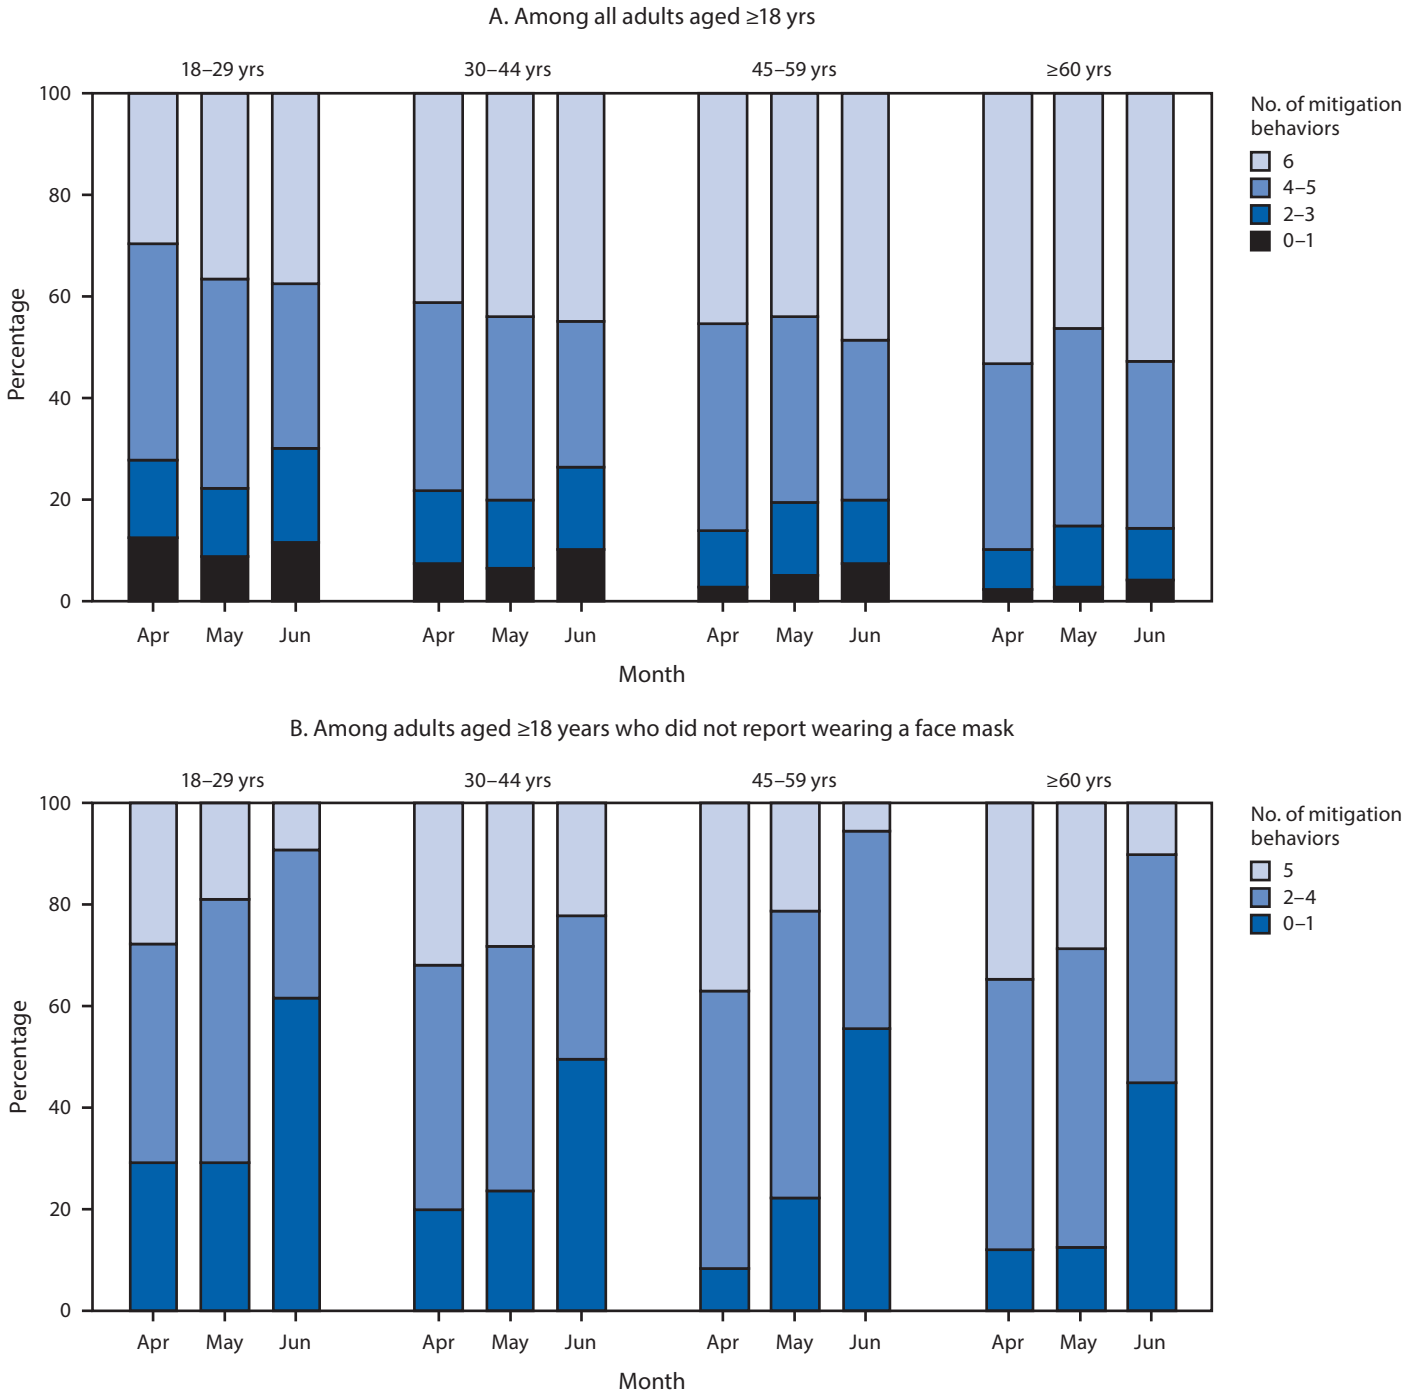 A. Among all adults aged ≥18 yrs
18–29 yrs 30–44 yrs 45–59 yrs ≥60 yrs
100
80
60
40
20
0
Percentage
Apr May Jun Apr May Jun Apr May Jun Apr May Jun
Month
No. of mitigation
behaviors
6
4–5
2–3
0–1
B. Among adults aged ≥18 years who did not report wearing a face mask
18–29 yrs 30–44 yrs 45–59 yrs ≥60 yrs
100
80
60
40
20
0
Percentage
Apr May Jun Apr May Jun Apr May Jun Apr May Jun
Month
No. of mitigation
behaviors
5
2–4
0–1